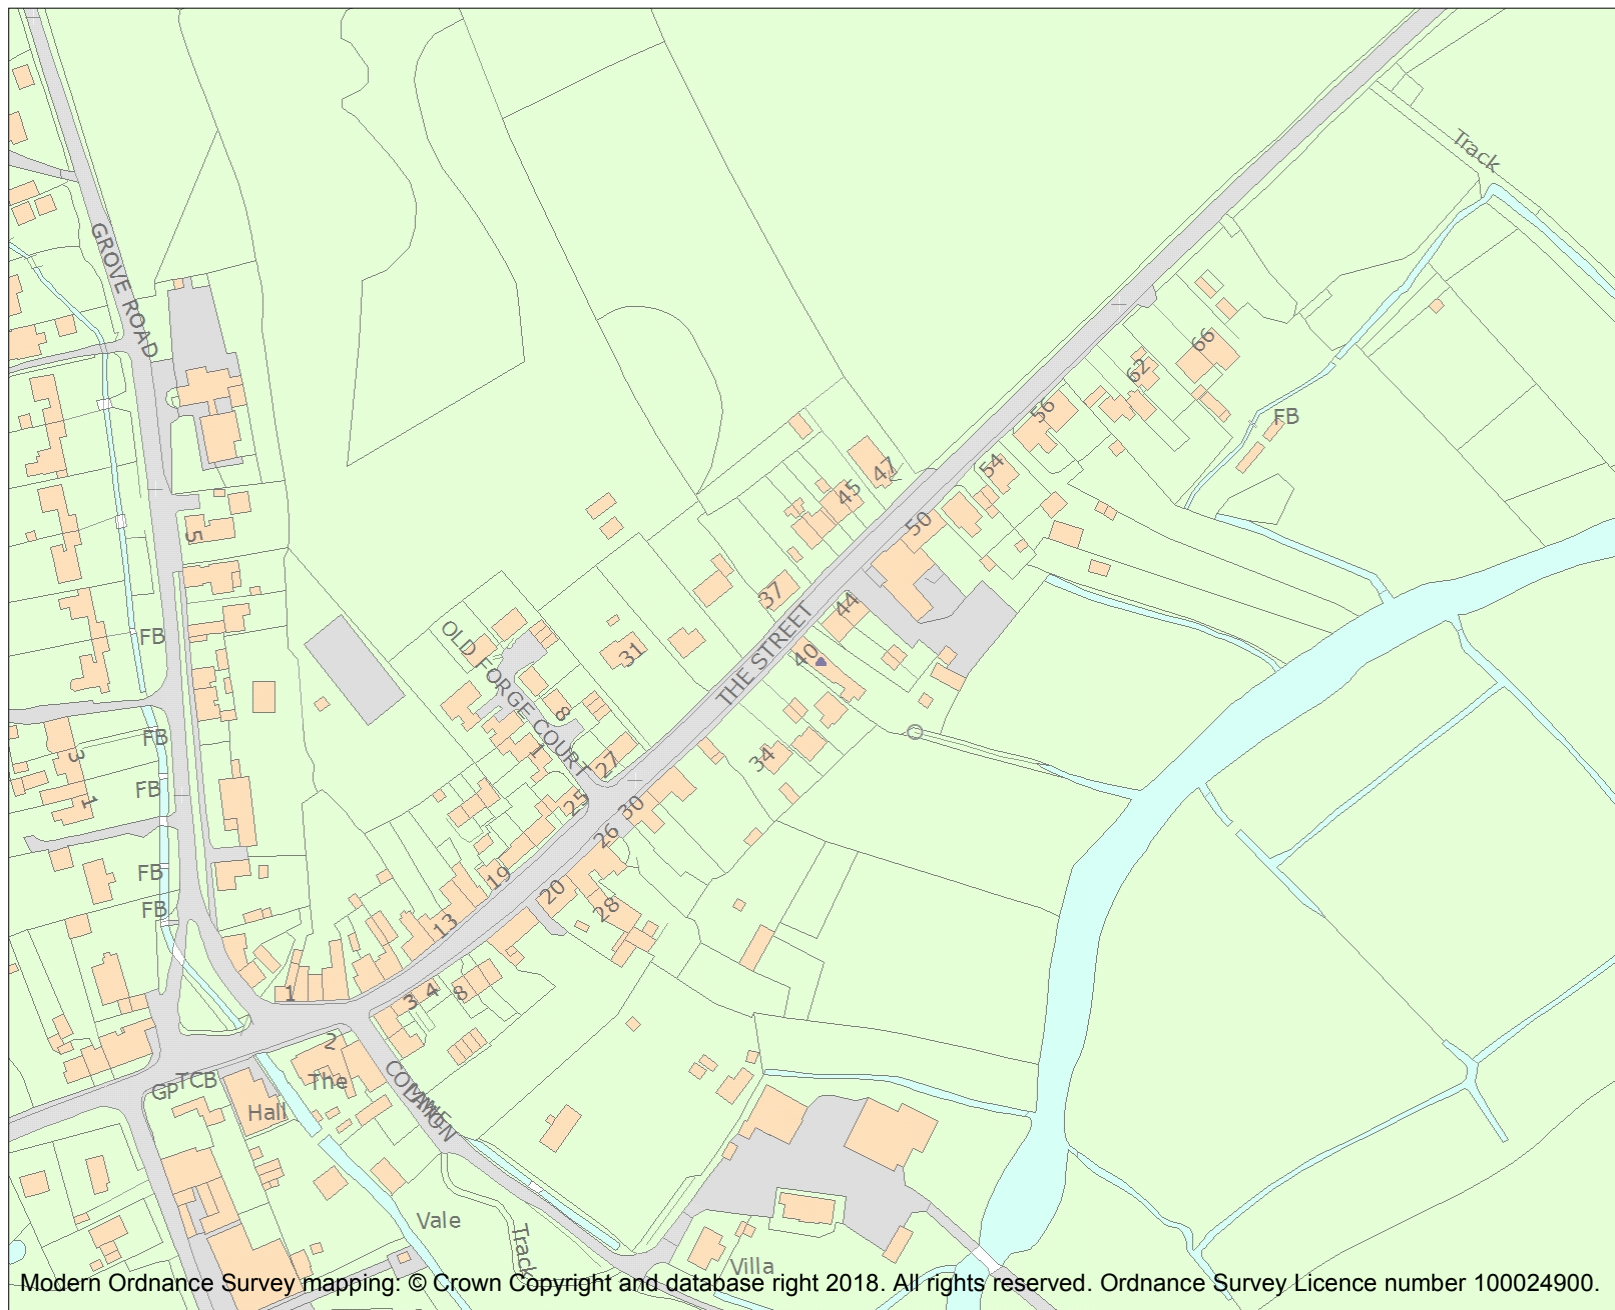 Track
GROVE ROAD
66
62
56
FB
54
47
45
50
5
37
44
THE STREET
40
FB
OLD FORGE COURT
31
8
1
27
34
3
1
FB
FB
25
30
26
19
20
28
13
FB
FB
1
3
4
8
2
The
COMMON
LANE
GP
TCB
Hall
Vale
Track
Villa
Modern Ordnance Survey mapping: © Crown Copyright and database right 2018. All rights reserved. Ordnance Survey Licence number 100024900.